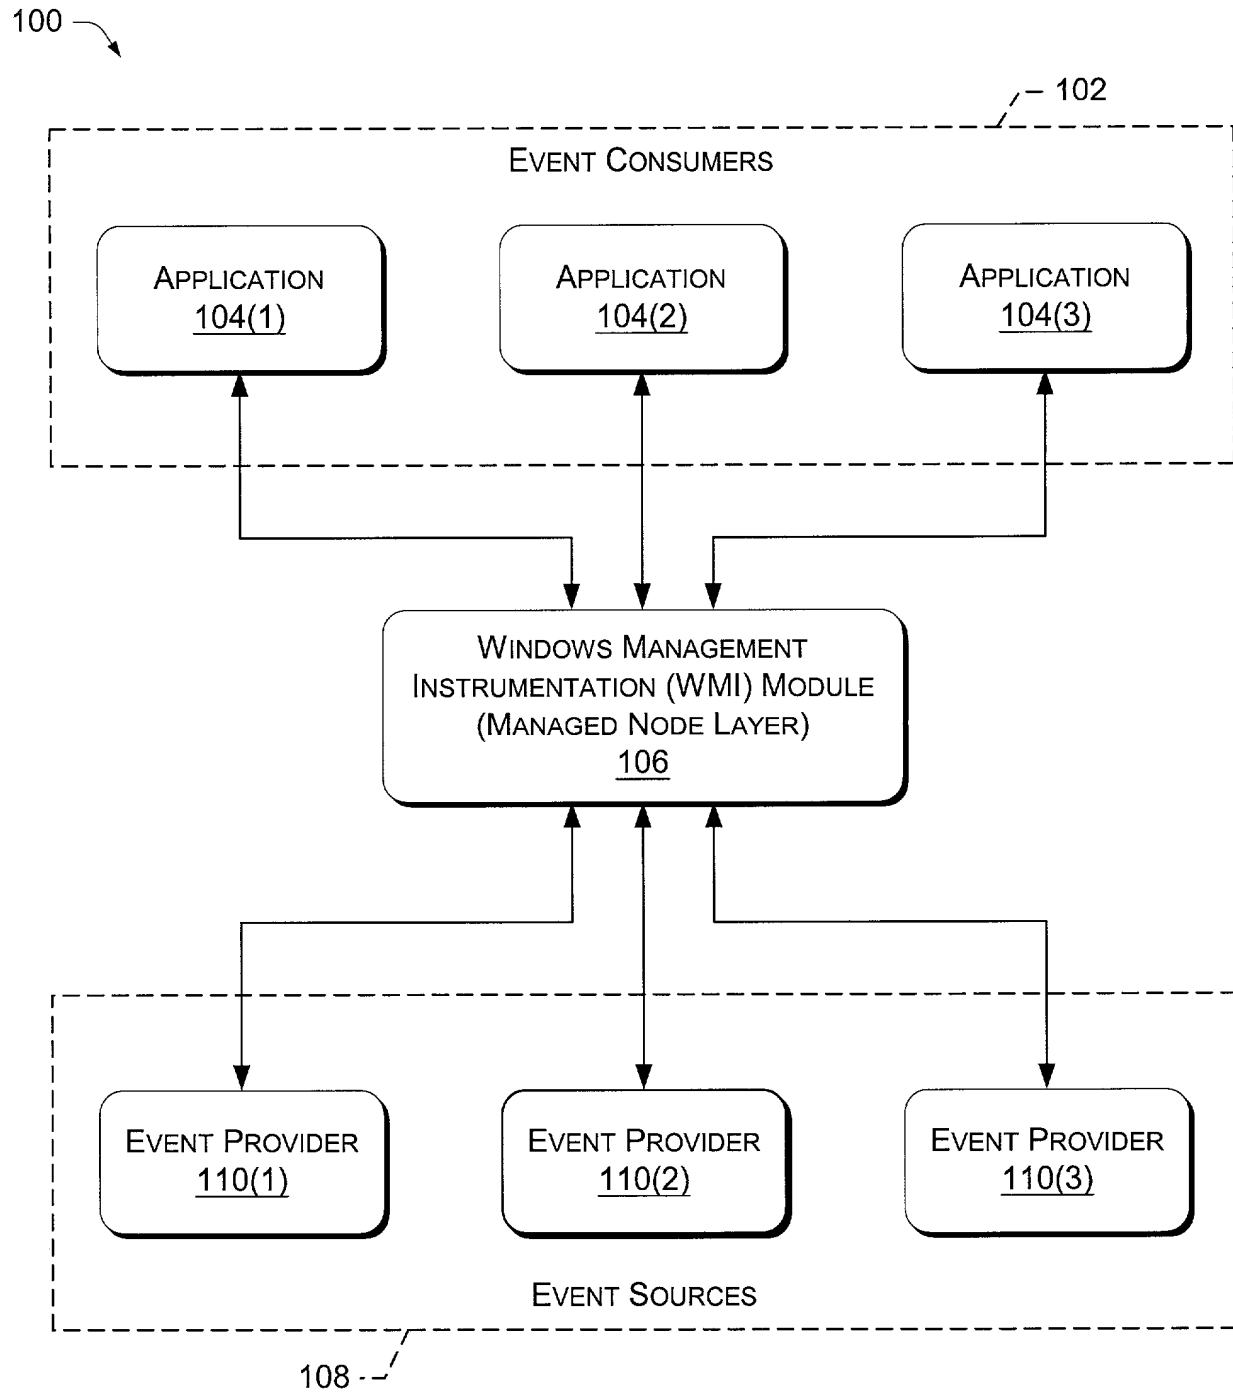 100
102
EVENT CONSUMERS
APPLICATION
104(1)
APPLICATION
104(2)
APPLICATION
104(3)
WINDOWS MANAGEMENT
INSTRUMENTATION (WMI) MODULE
(MANAGED NODE LAYER)
106
EVENT PROVIDER
110(1)
EVENT PROVIDER
110(2)
EVENT PROVIDER
110(3)
EVENT SOURCES
108